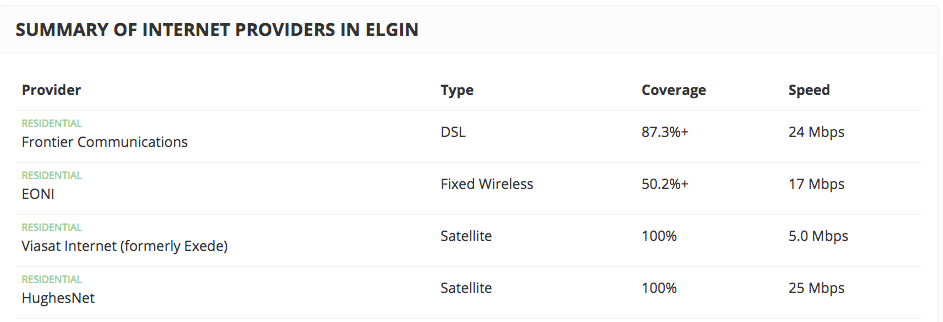 SUMMARY OF INTERNET PROVIDERS IN ELGIN
Provider Type Coverage Speed
RESIDENTIAL
Frontier Communications DSL 87.3%+ 24 Mbps
RESIDENTIAL
EONI Fixed Wireless 50.2%+ 17 Mbps
RESIDENTIAL
Viasat Internet (formerly Exede) Satellite 100% 5.0 Mbps
RESIDENTIAL
HughesNet Satellite 100% 25 Mbps